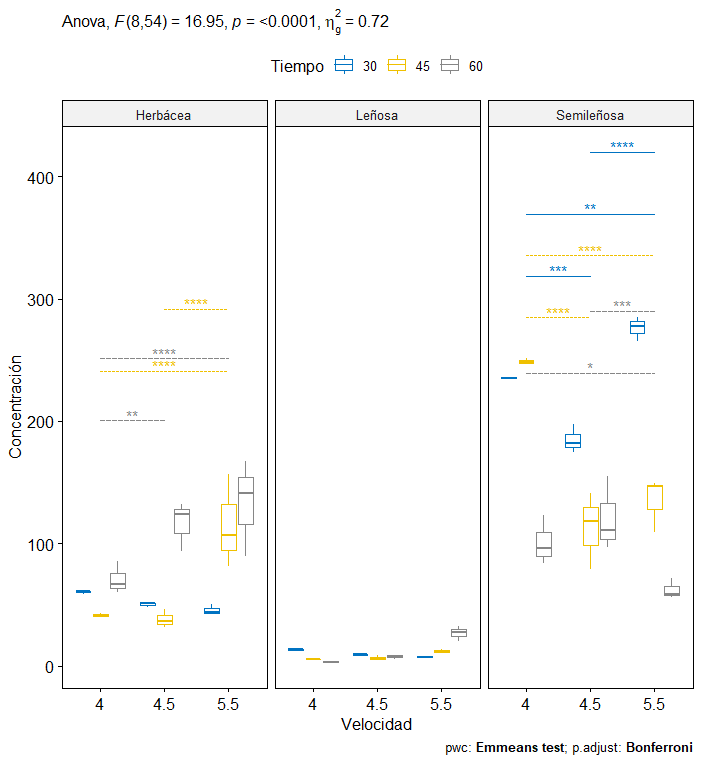 Anova, F(8,54) = 16.95, p = <0.0001, η²g = 0.72
Tiempo 30 45 60
Herbácea Leñosa Semileñosa
****
**
****
***
****
***
*
****
****
****
**
Concentración
400
300
200
100
0
4 4.5 5.5 4 4.5 5.5 4 4.5 5.5
Velocidad
pwc: Emmeans test; p.adjust: Bonferroni